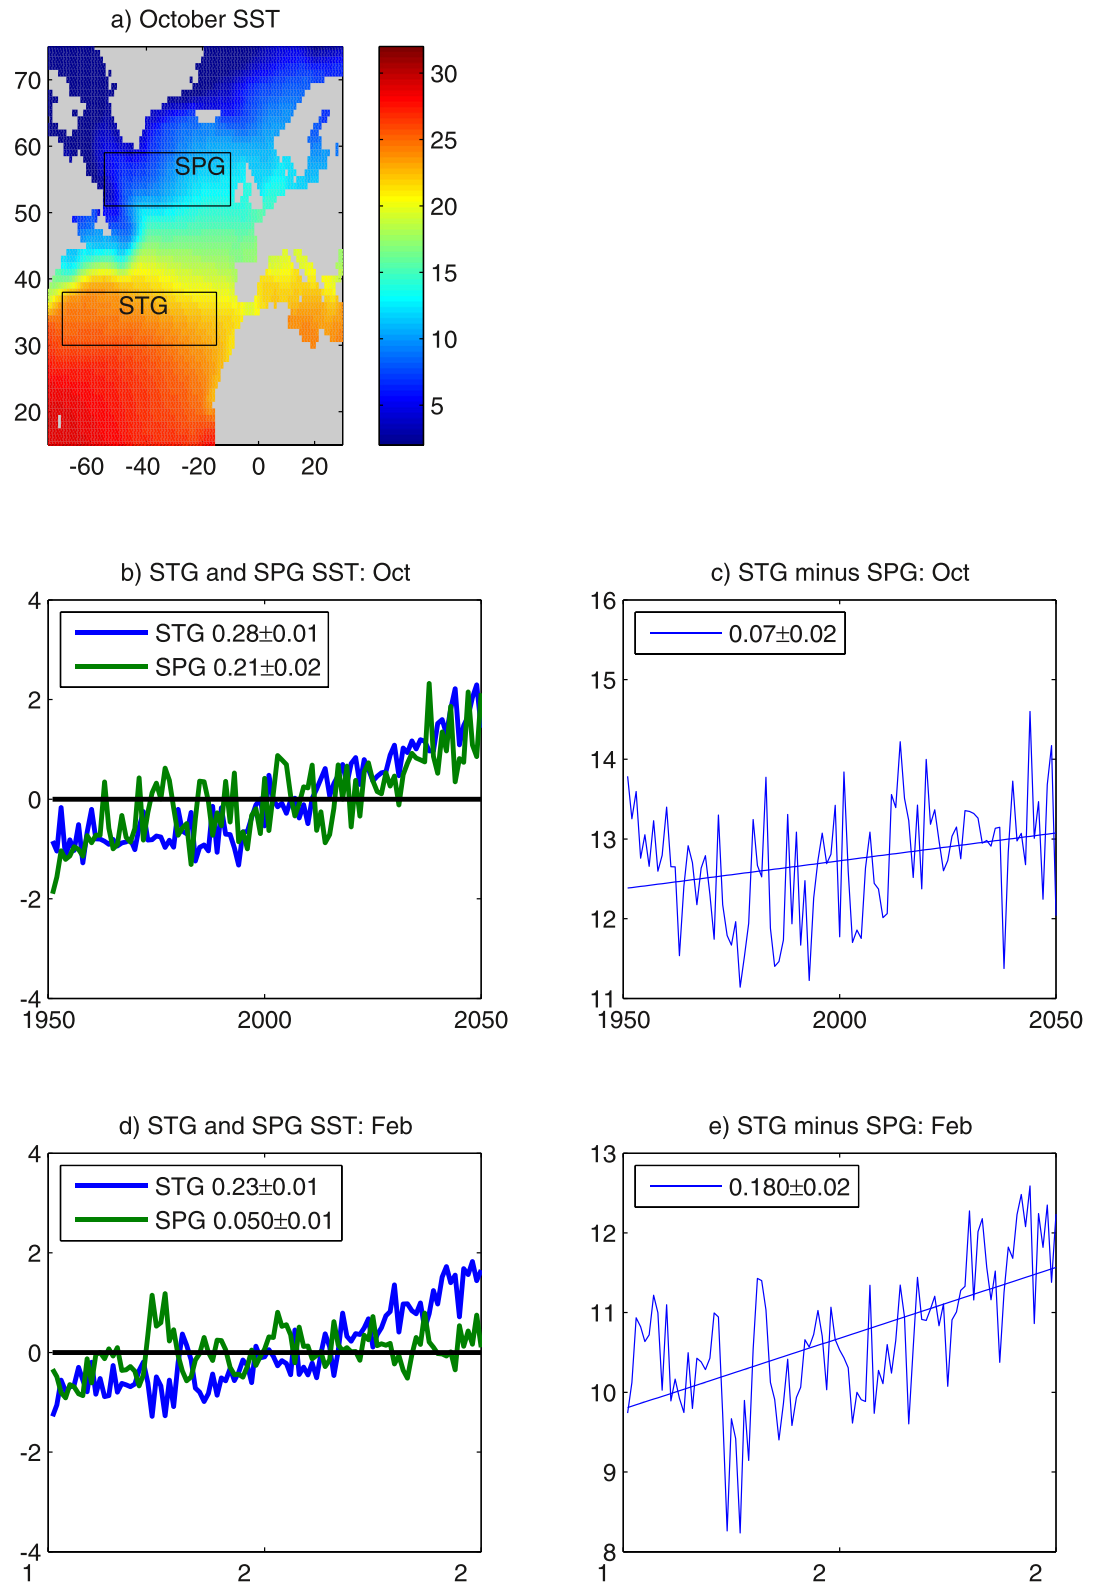 a) October SST
70
60
50
40
30
20
-60 -40 -20 0 20
SPG
STG
30
25
20
15
10
5
b) STG and SPG SST: Oct
4
2
0
-2
-4
1950 2000 2050
STG 0.28±0.01
SPG 0.21±0.02
c) STG minus SPG: Oct
16
15
14
13
12
11
1950 2000 2050
0.07±0.02
d) STG and SPG SST: Feb
4
2
0
-2
-4
1 2 2
STG 0.23±0.01
SPG 0.050±0.01
e) STG minus SPG: Feb
13
12
11
10
9
8
1 2 2
0.180±0.02